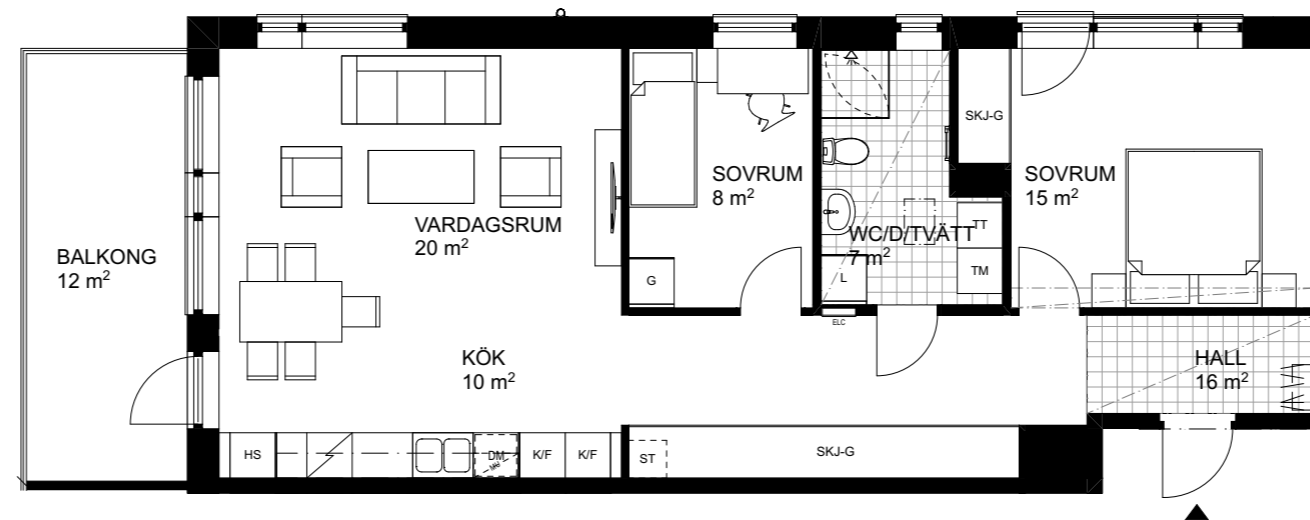 BALKONG
12 m²
VARDAGSRUM
20 m²
KÖK
10 m²
HS
DM
K/F
K/F
ST
SKJ-G
SOVRUM
8 m²
G
WC/D/TVÄTT
7 m²
L
ELC
TT
TM
SKJ-G
SOVRUM
15 m²
HALL
16 m²